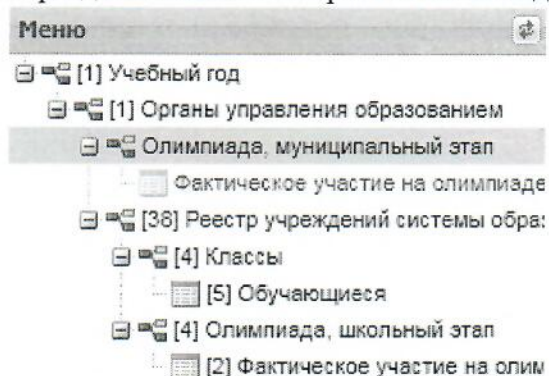 Меню
[1] Учебный год
[1] Органы управления образованием
Олимпиада, муниципальный этап
Фактическое участие на олимпиаде
[38] Реестр учреждений системы обра
[4] Классы
[5] Обучающиеся
[4] Олимпиада, школьный этап
[2] Фактическое участие на олим